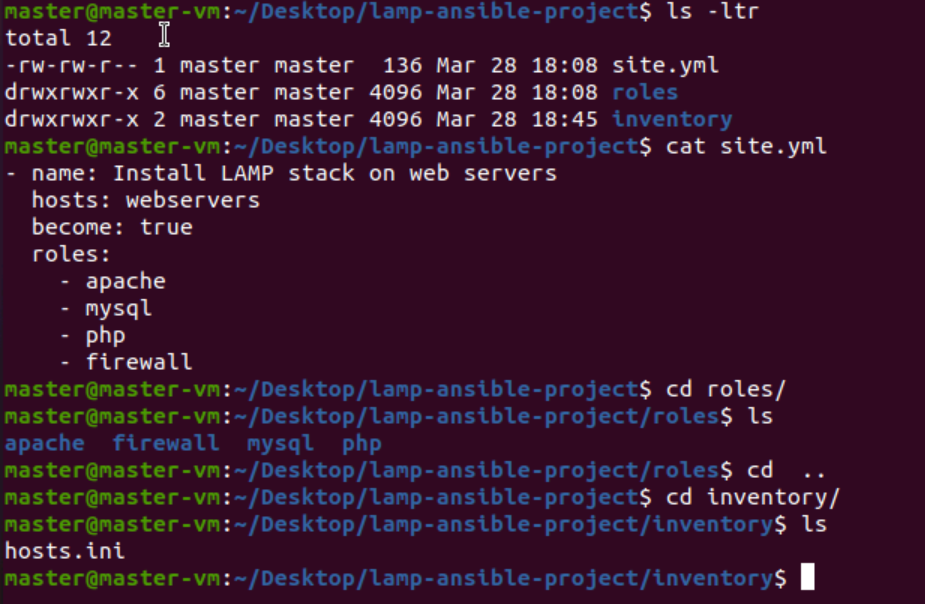 master@master-vm:~/Desktop/lamp-ansible-project$ ls -ltr
total 12
-rw-rw-r-- 1 master master  136 Mar 28 18:08 site.yml
drwxrwxr-x 6 master master 4096 Mar 28 18:08 roles
drwxrwxr-x 2 master master 4096 Mar 28 18:45 inventory
master@master-vm:~/Desktop/lamp-ansible-project$ cat site.yml
- name: Install LAMP stack on web servers
  hosts: webservers
  become: true
  roles:
    - apache
    - mysql
    - php
    - firewall
master@master-vm:~/Desktop/lamp-ansible-project$ cd roles/
master@master-vm:~/Desktop/lamp-ansible-project/roles$ ls
apache  firewall  mysql  php
master@master-vm:~/Desktop/lamp-ansible-project/roles$ cd  ..
master@master-vm:~/Desktop/lamp-ansible-project$ cd inventory/
master@master-vm:~/Desktop/lamp-ansible-project/inventory$ ls
hosts.ini
master@master-vm:~/Desktop/lamp-ansible-project/inventory$